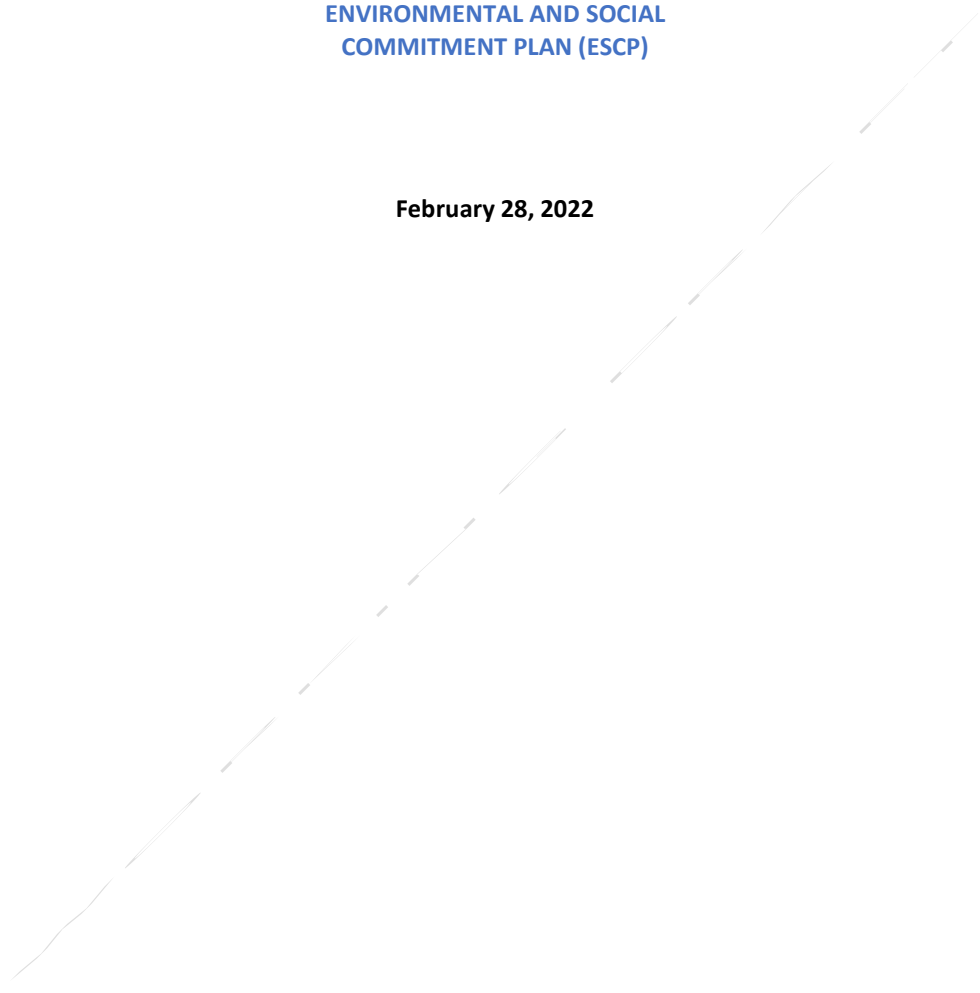 ENVIRONMENTAL AND SOCIAL
COMMITMENT PLAN (ESCP)
February 28, 2022